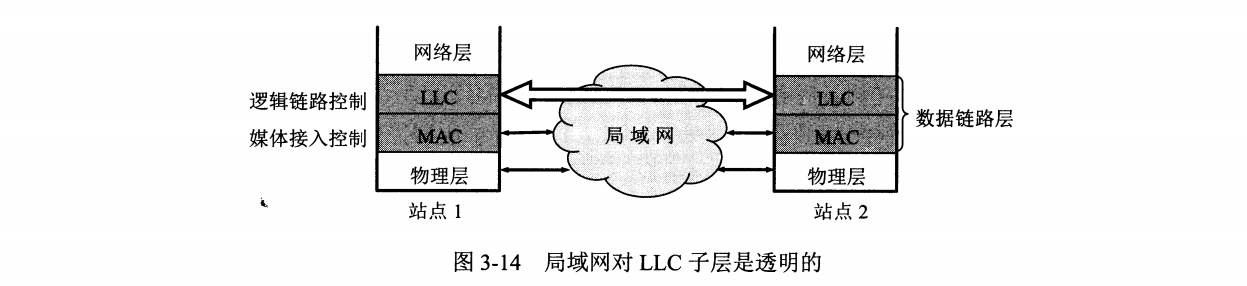 网络层
网络层
逻辑链路控制
LLC
LLC
数据链路层
媒体接入控制
MAC
局域网
MAC
物理层
物理层
站点 1
站点 2
图 3-14 局域网对 LLC 子层是透明的